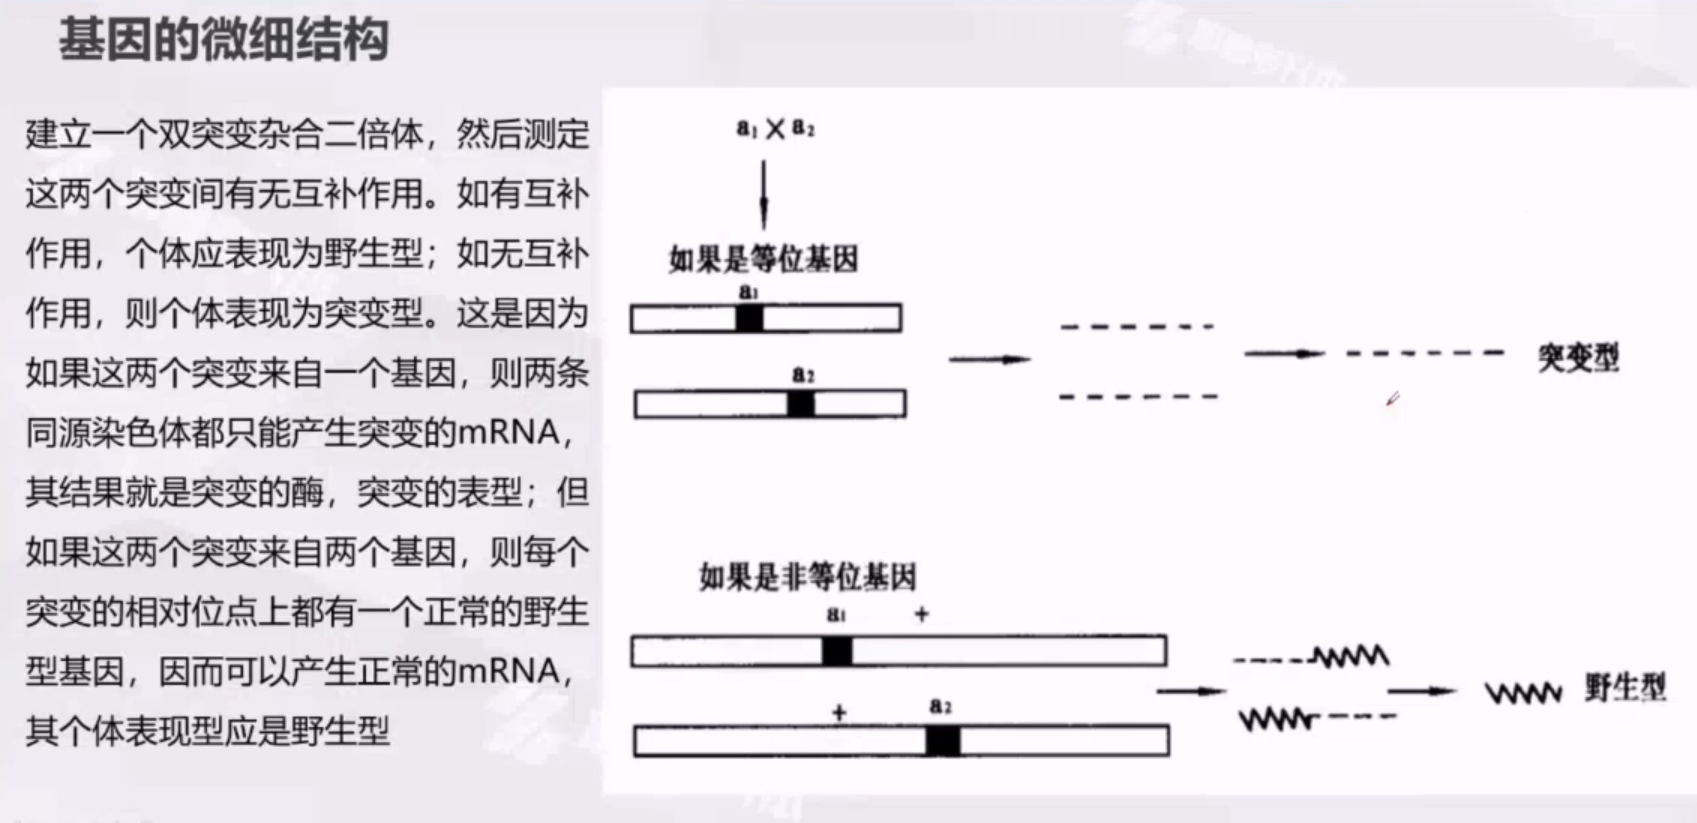 基因的微细结构
建立一个双突变杂合二倍体，然后测定
这两个突变间有无互补作用。如有互补
作用，个体应表现为野生型；如无互补
作用，则个体表现为突变型。这是因为
如果这两个突变来自一个基因，则两条
同源染色体都只能产生突变的mRNA，
其结果就是突变的酶，突变的表型；但
如果这两个突变来自两个基因，则每个
突变的相对位点上都有一个正常的野生
型基因，因而可以产生正常的mRNA，
其个体表现型应是野生型
a₁ × a₂
如果是等位基因
a₁
a₂
突变型
如果是非等位基因
a₁ +
+ a₂
野生型